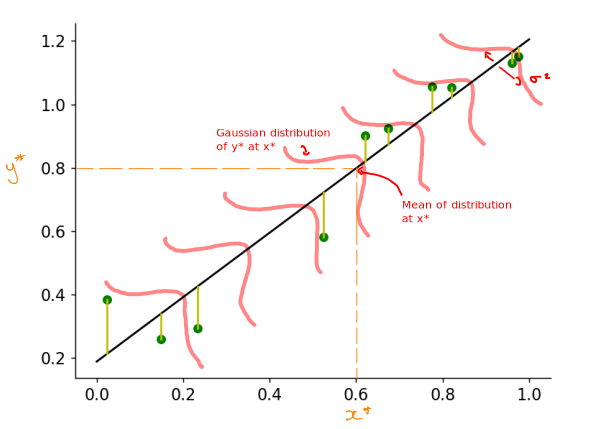 1.2
σ²
1.0
Gaussian distribution
of y* at x*
y*
0.8
Mean of distribution
at x*
0.6
0.4
0.2
0.0 0.2 0.4 0.6 0.8 1.0
x*